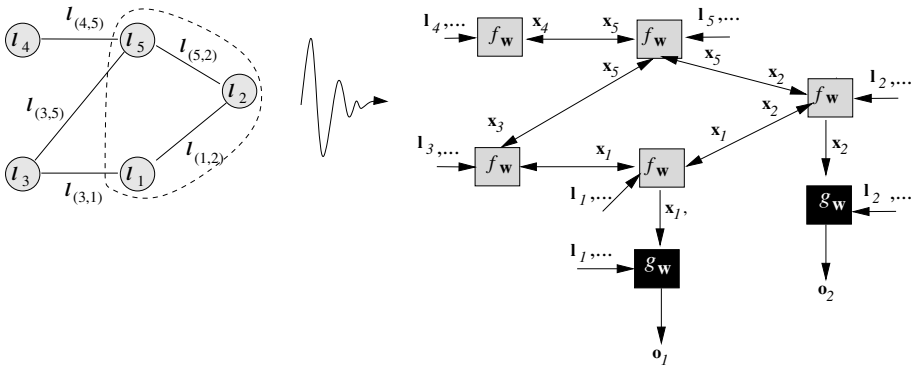 l(4,5)
l4
l5
l(5,2)
l2
l(3,5)
l(1,2)
l3
l1
l(3,1)
l4,...
x4
x5
l5,...
fw
fw
x5
x5
x2
l2,...
fw
x3
x2
x1
l3,...
x1
x2
fw
fw
l1,...
x1,
gw
l2,...
l1,...
gw
o2
o1